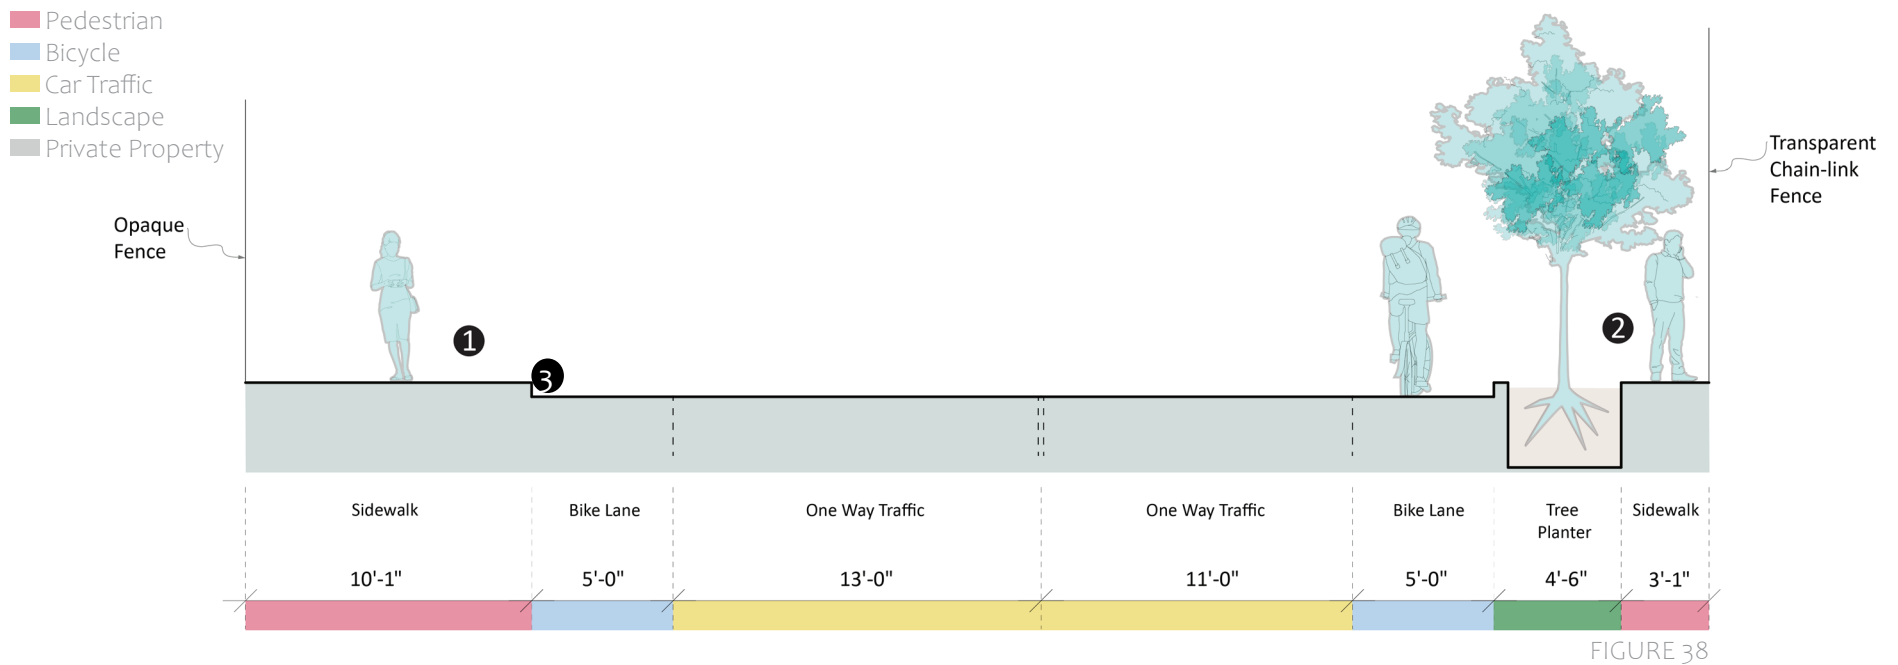 Pedestrian
Bicycle
Car Traffic
Landscape
Private Property
Opaque
Fence
Transparent
Chain-link
Fence
1
3
2
Sidewalk
Bike Lane
One Way Traffic
One Way Traffic
Bike Lane
Tree
Planter
Sidewalk
10'-1"
5'-0"
13'-0"
11'-0"
5'-0"
4'-6"
3'-1"
FIGURE 38